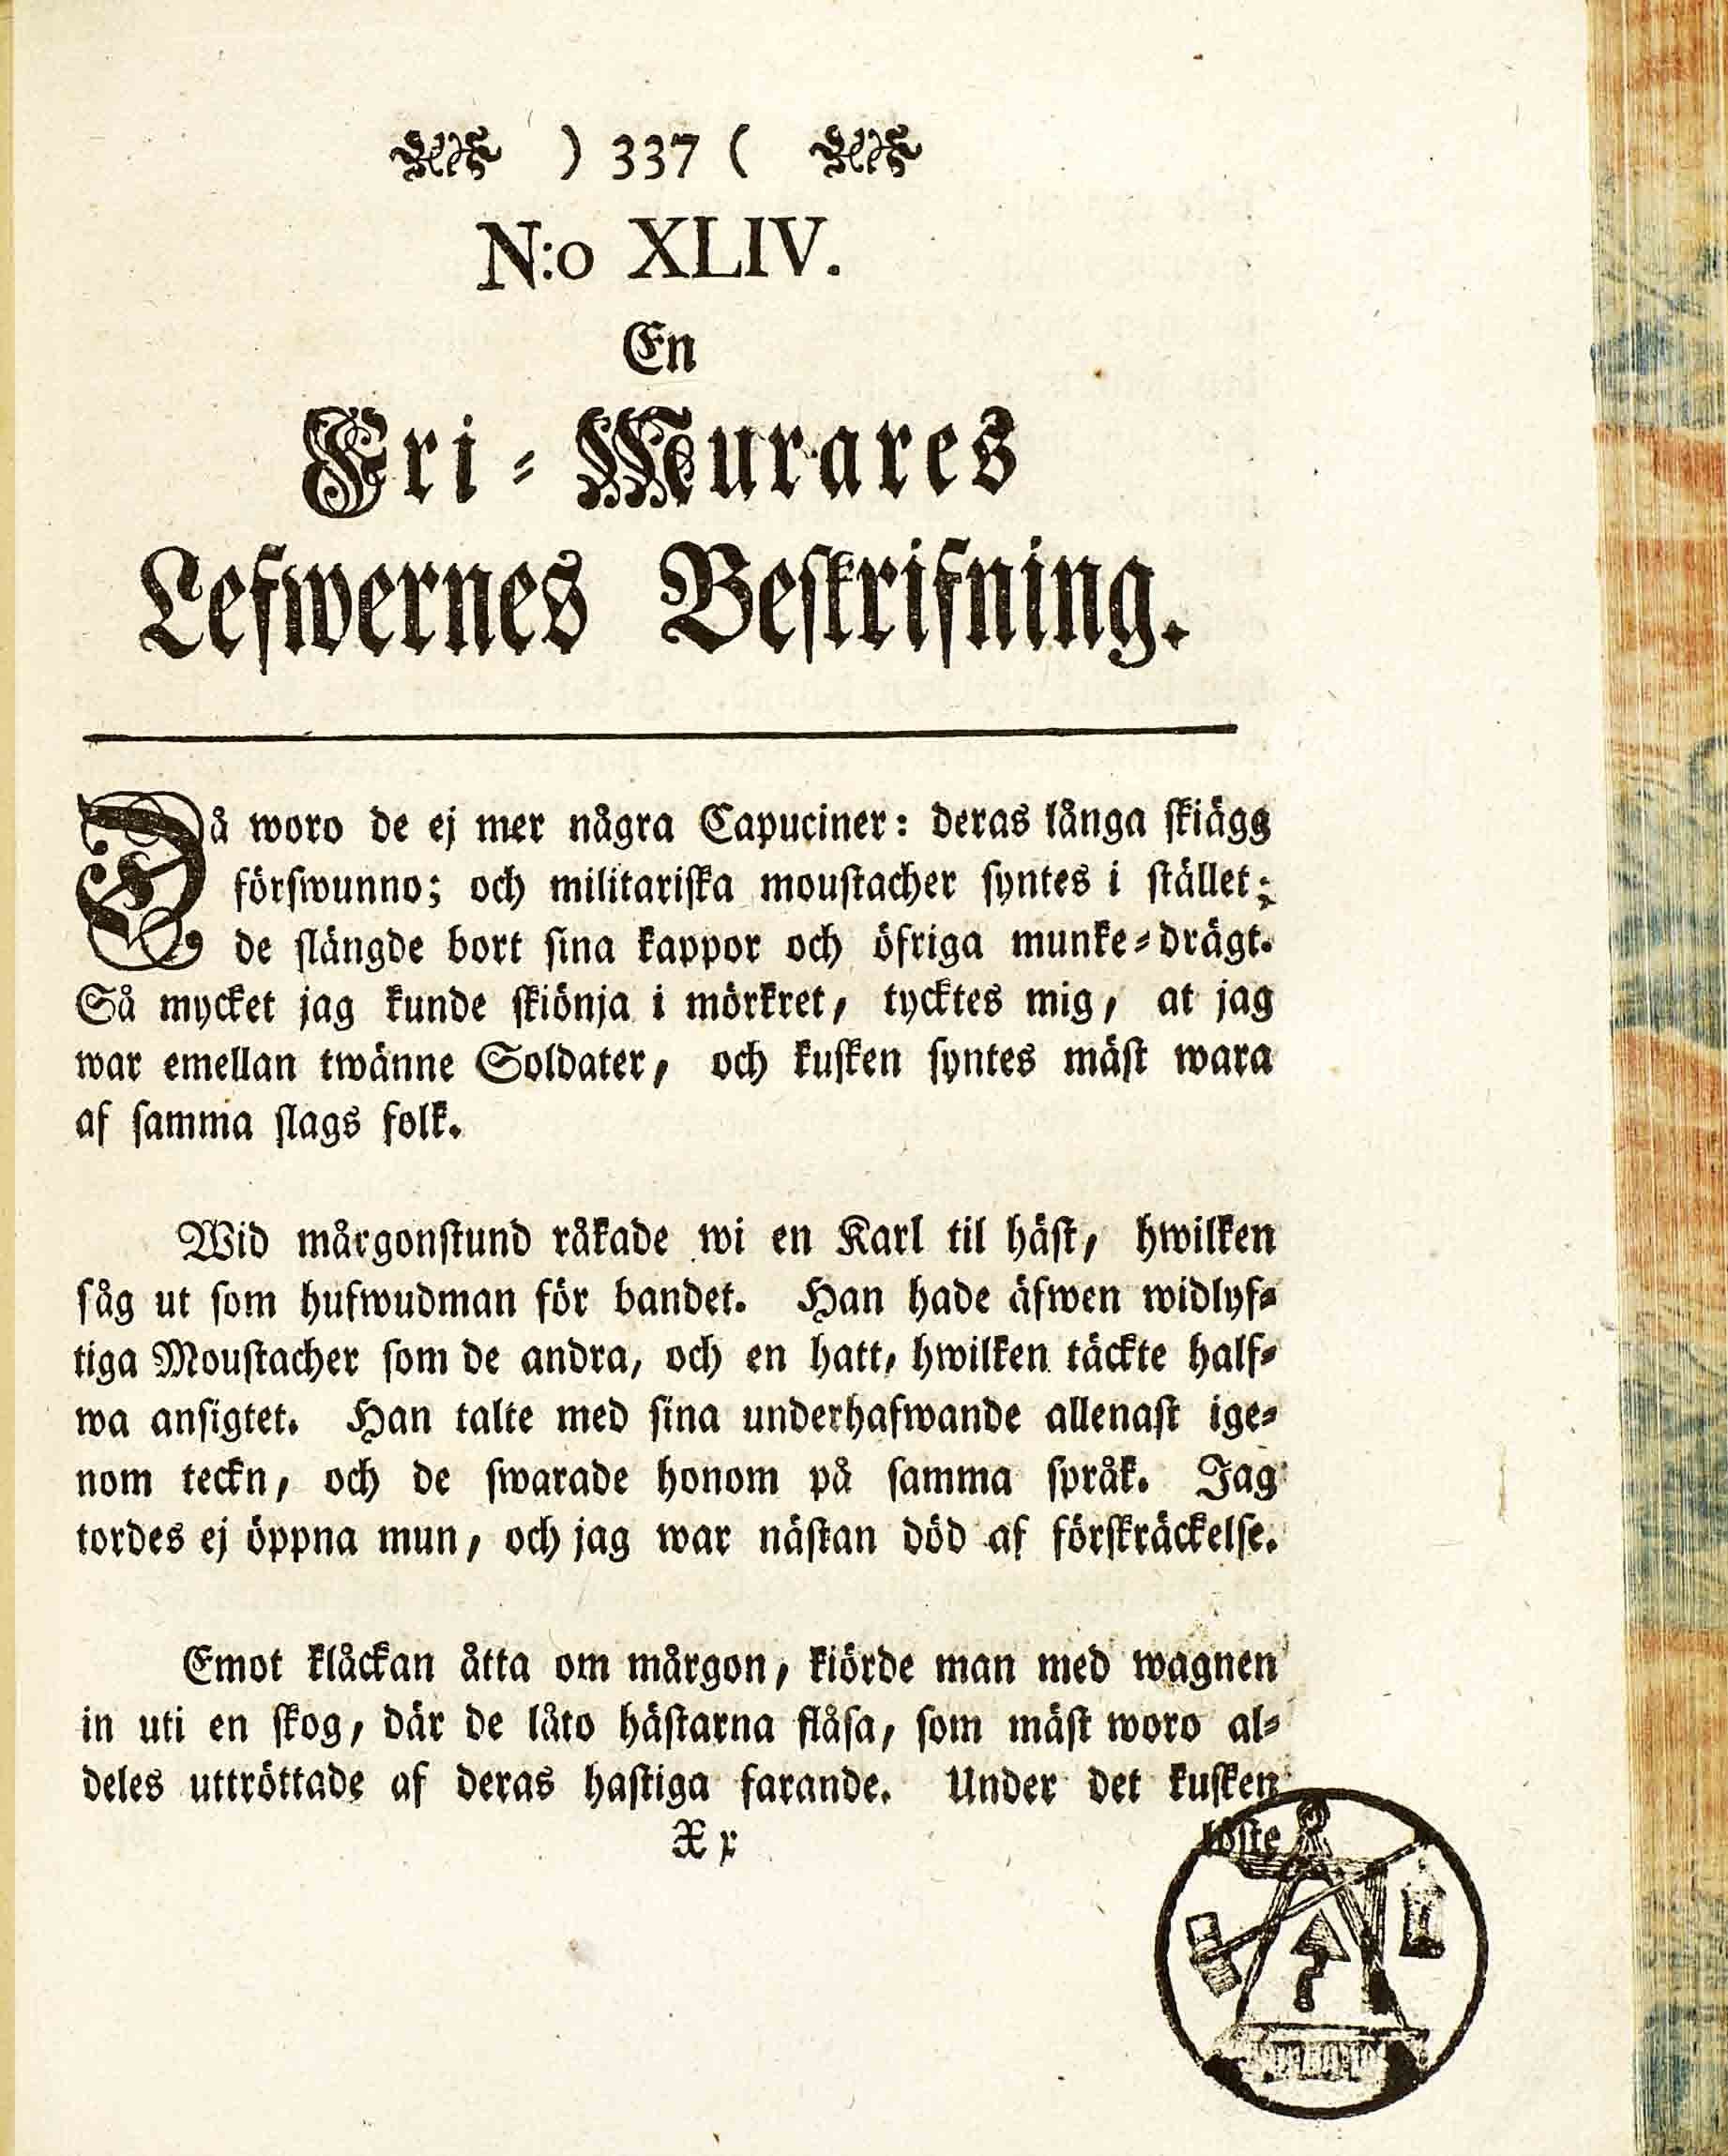 ) 337 (
N:o XLIV.
En
Fri-Murares
Lefwernes Beskrifning.
Då woro de ej mer några Capuciner: deras långa skiägg
förswunno; och militariska moustacher syntes i stället;
de slängde bort sina kappor och öfriga munke-drägt.
Så mycket jag kunde skiönja i mörkret, tycktes mig, at jag
war emellan twänne Soldater, och kusken syntes mäst wara
af samma slags folk.
Wid mårgonstund råkade wi en Karl til häst, hwilken
såg ut som hufwudman för bandet. Han hade äfwen widlyf-
tiga Moustacher som de andra, och en hatt, hwilken täckte half-
wa ansigtet. Han talte med sina underhafwande allenast ige-
nom teckn, och de swarade honom på samma språk. Jag
tordes ej öppna mun, och jag war nästan död af förskräckelse.
Emot klåckan åtta om mårgon, kiörde man med wagnen
in uti en skog, där de låto hästarna flåsa, som mäst woro al-
deles uttröttade af deras hastiga farande. Under det kusken
Xx
löste